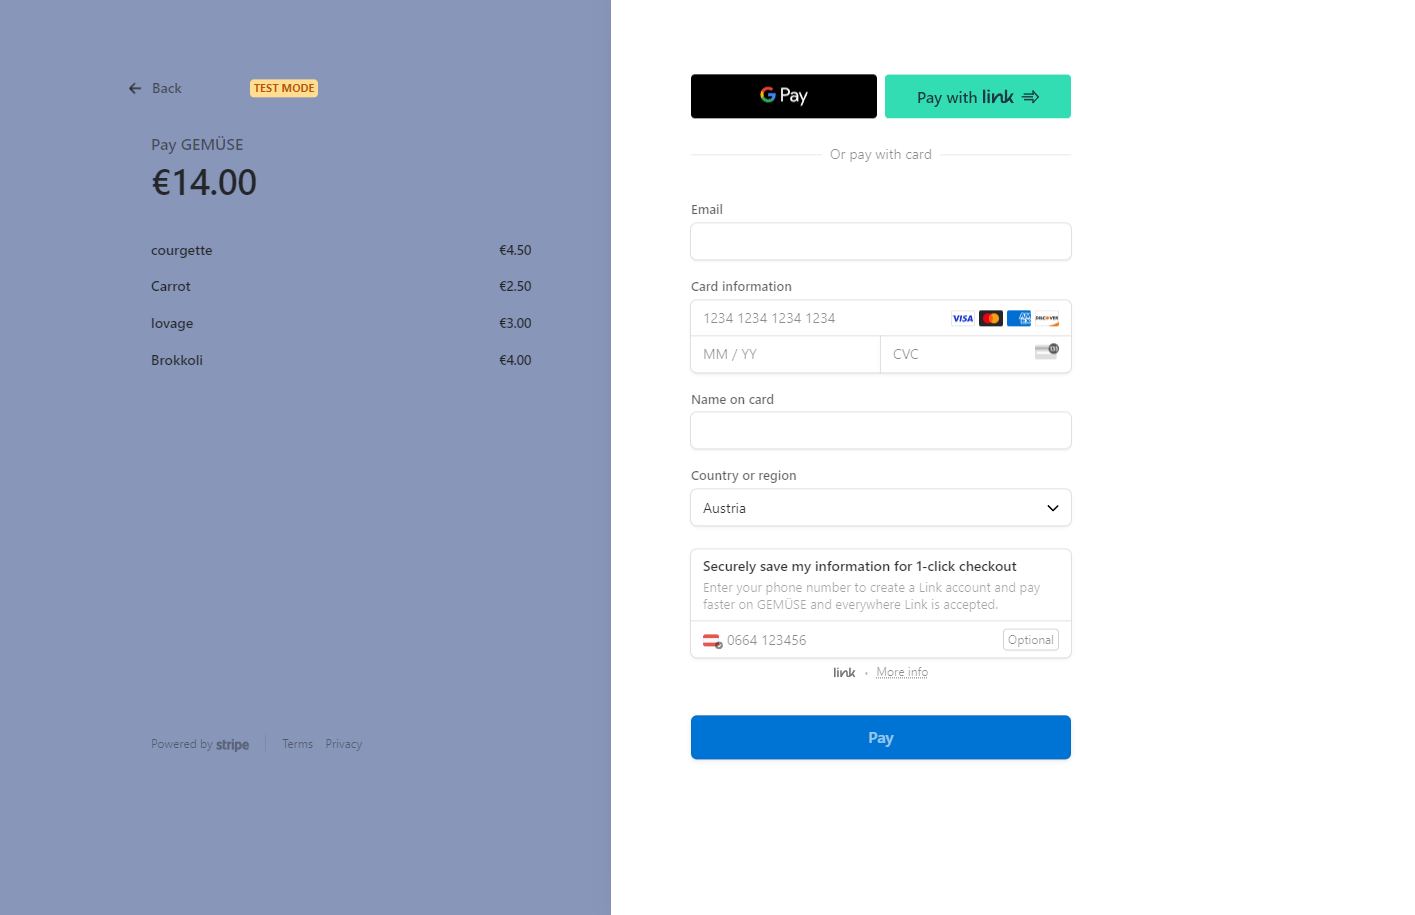 Back TEST MODE
Pay GEMÜSE
€14.00
courgette €4.50
Carrot €2.50
lovage €3.00
Brokkoli €4.00
Powered by stripe Terms Privacy
G Pay Pay with link
Or pay with card
Email
Card information
1234 1234 1234 1234 VISA AM EX DISCOVER
MM / YY CVC 135
Name on card
Country or region
Austria
Securely save my information for 1-click checkout
Enter your phone number to create a Link account and pay
faster on GEMÜSE and everywhere Link is accepted.
0664 123456 Optional
link • More info
Pay